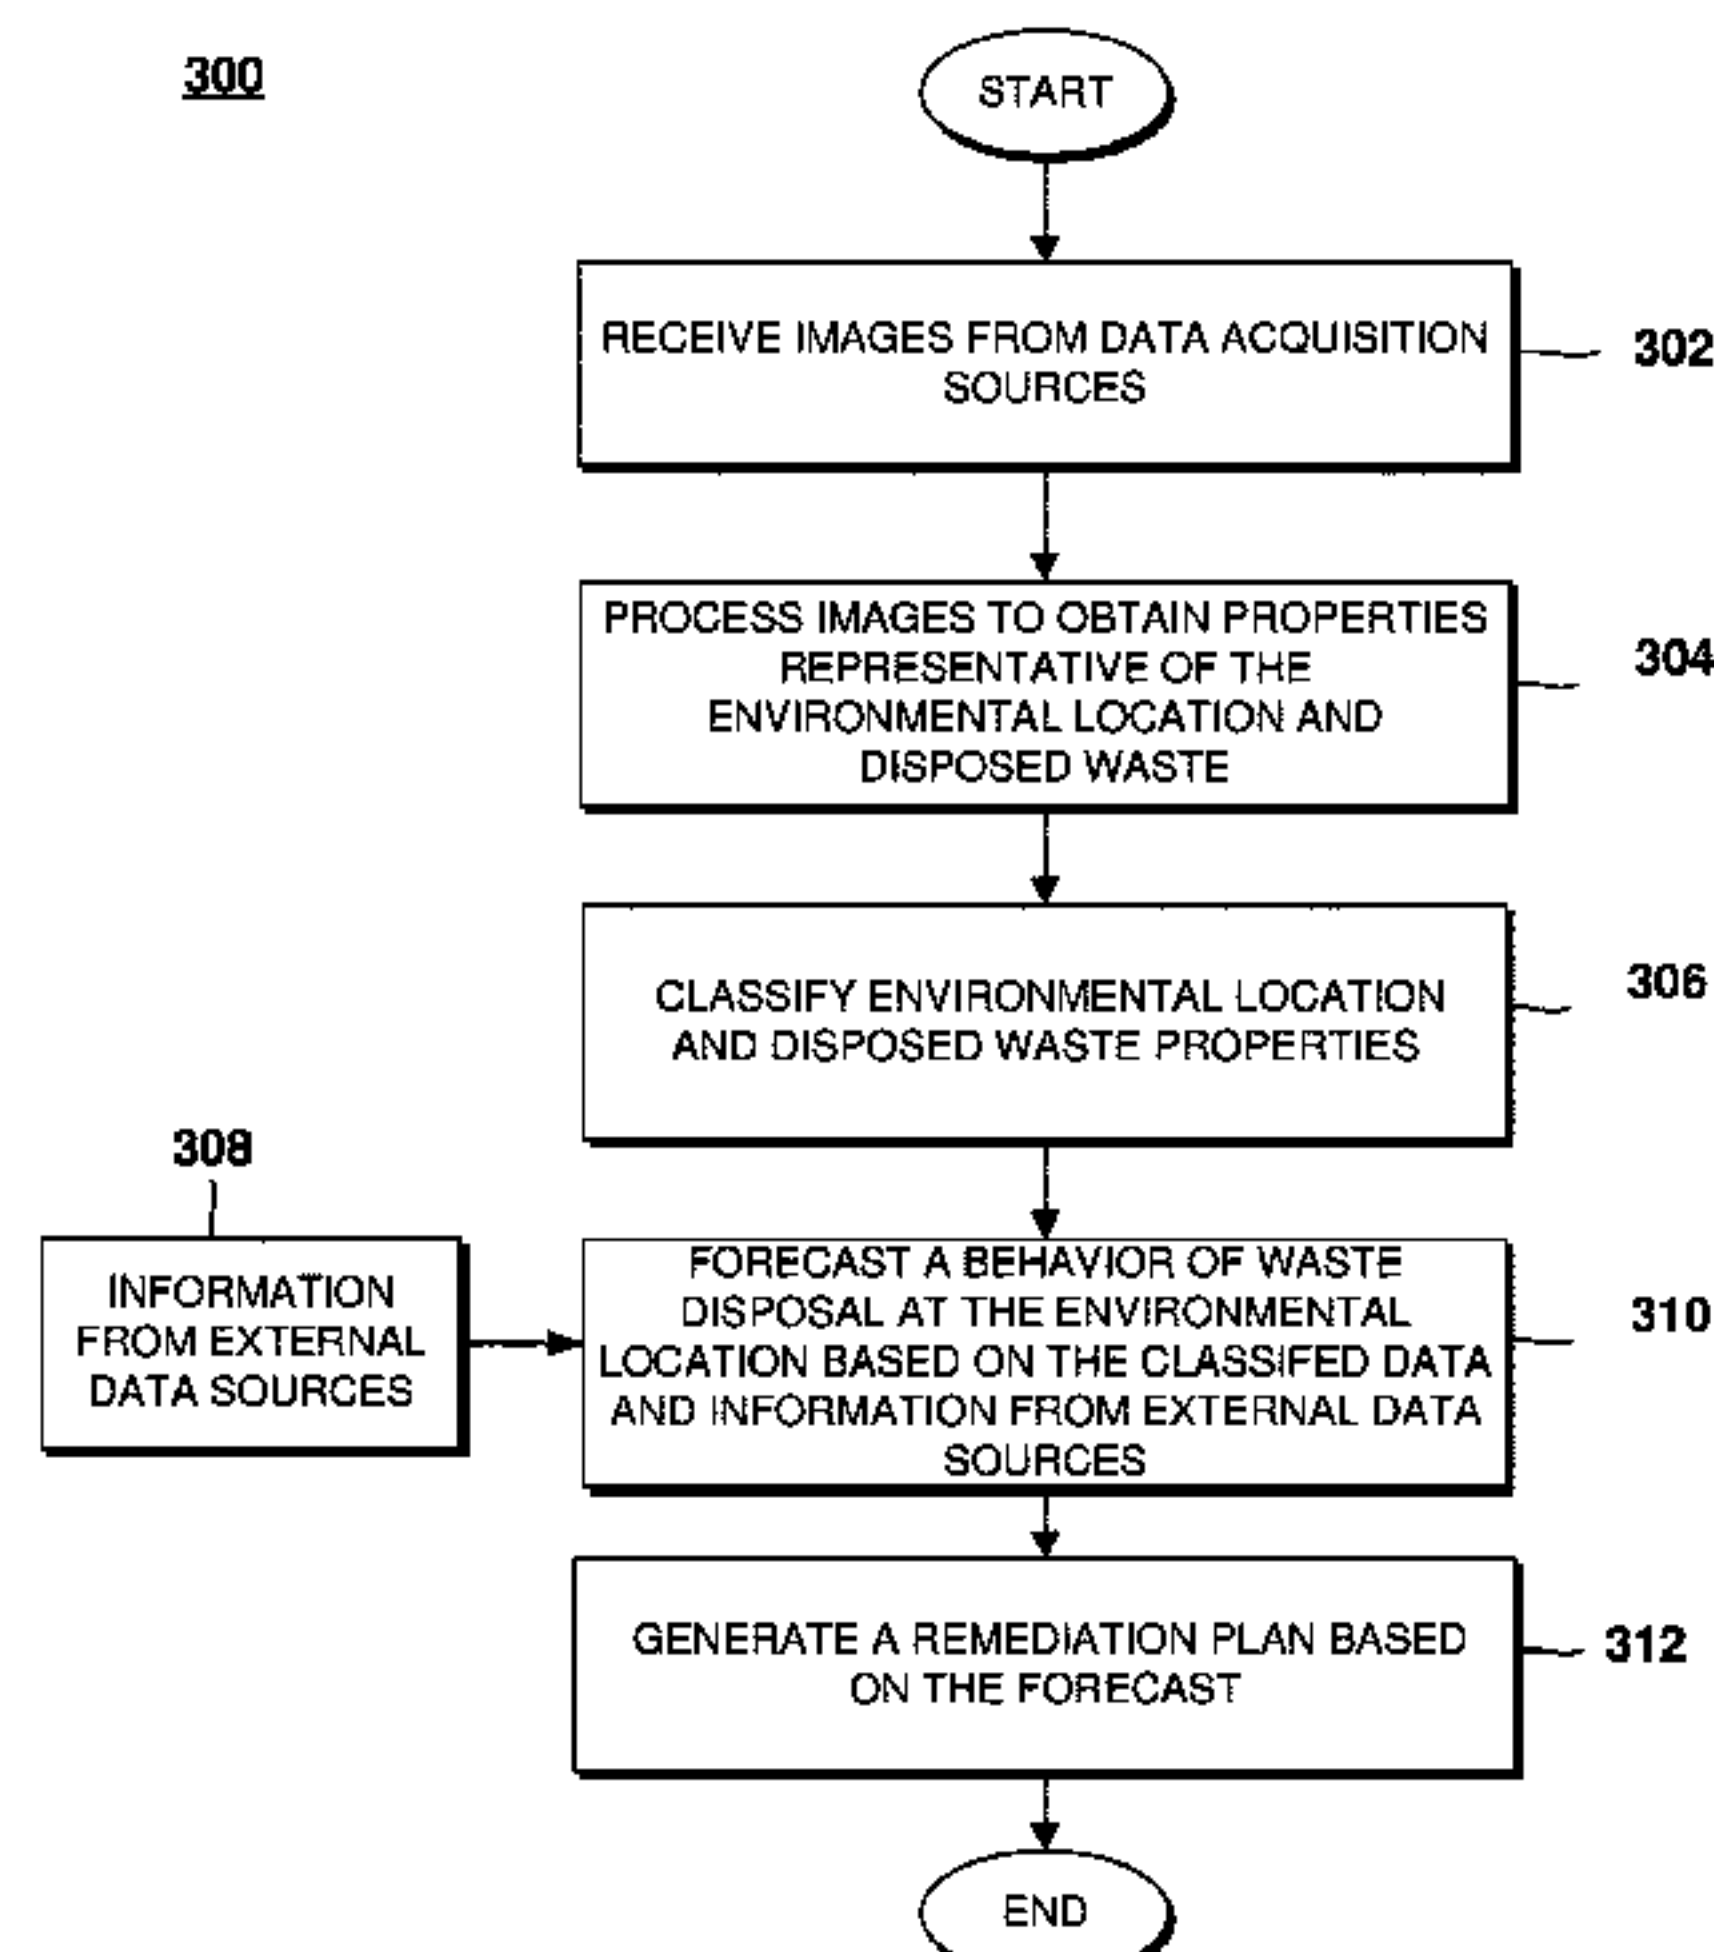 300
START
RECEIVE IMAGES FROM DATA ACQUISITION
SOURCES
302
PROCESS IMAGES TO OBTAIN PROPERTIES
REPRESENTATIVE OF THE
ENVIRONMENTAL LOCATION AND
DISPOSED WASTE
304
CLASSIFY ENVIRONMENTAL LOCATION
AND DISPOSED WASTE PROPERTIES
306
308
INFORMATION
FROM EXTERNAL
DATA SOURCES
FORECAST A BEHAVIOR OF WASTE
DISPOSAL AT THE ENVIRONMENTAL
LOCATION BASED ON THE CLASSIFED DATA
AND INFORMATION FROM EXTERNAL DATA
SOURCES
310
GENERATE A REMEDIATION PLAN BASED
ON THE FORECAST
312
END